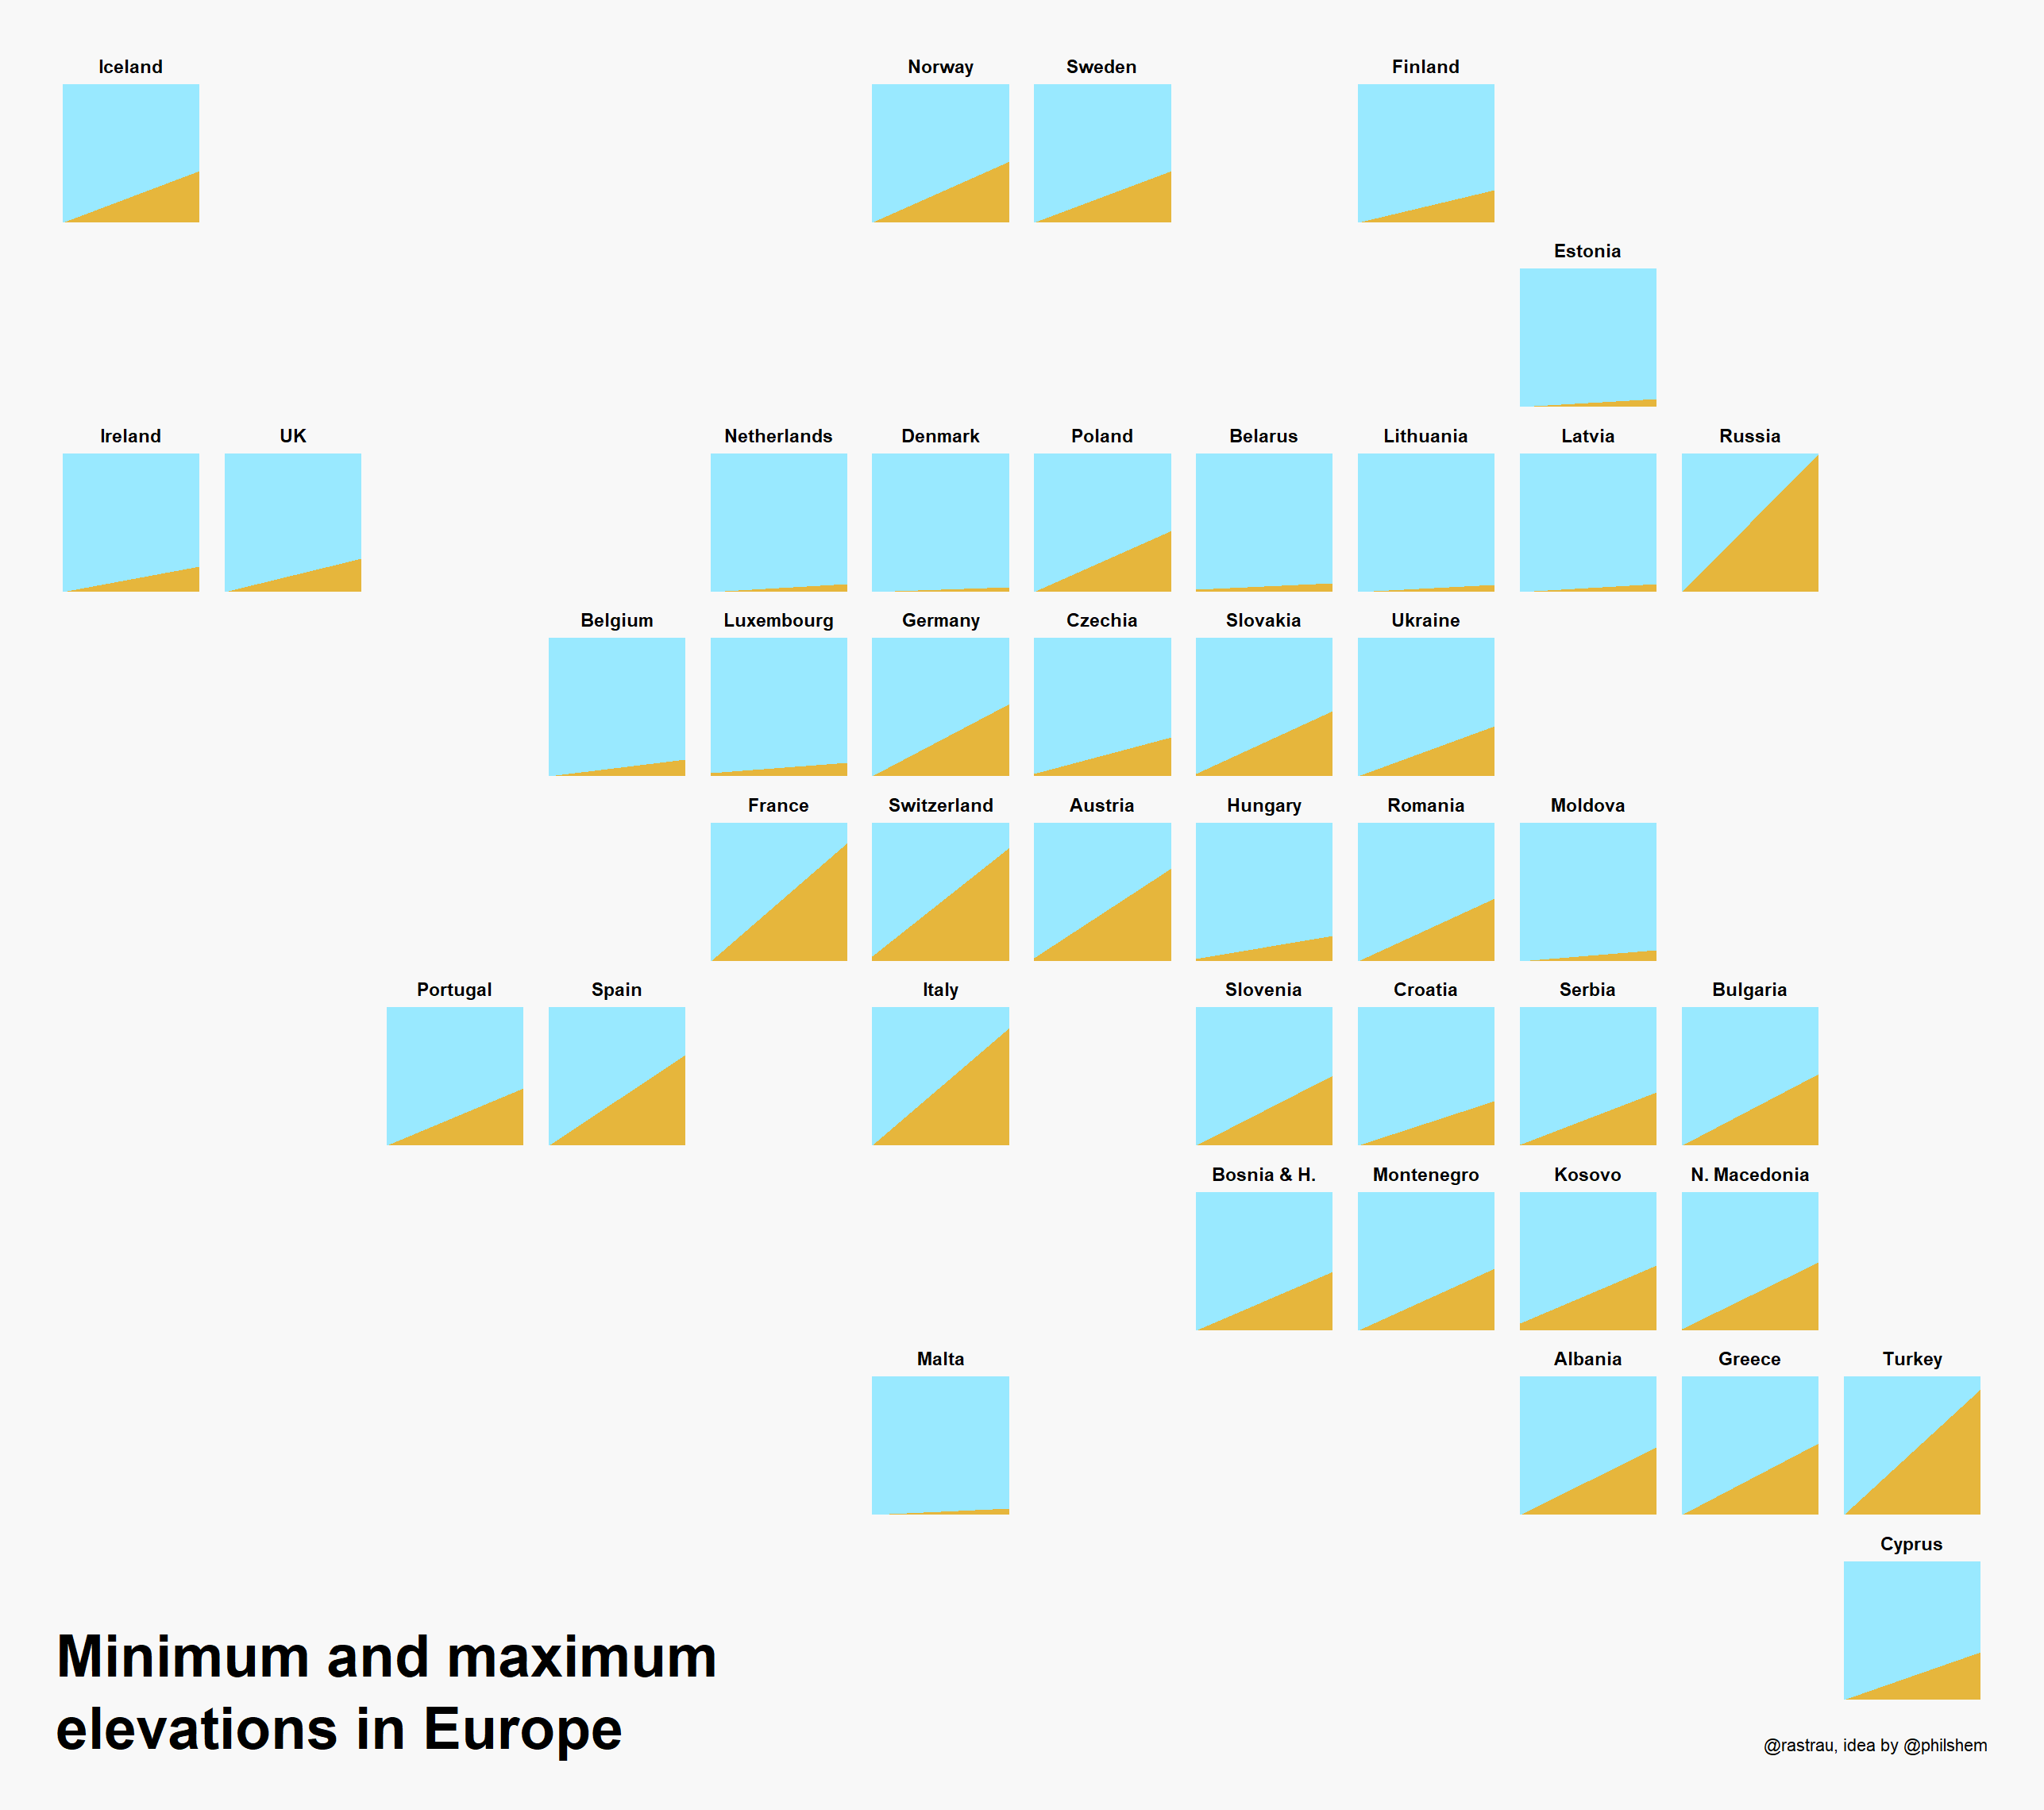 Iceland
Norway
Sweden
Finland
Estonia
Ireland
UK
Netherlands
Denmark
Poland
Belarus
Lithuania
Latvia
Russia
Belgium
Luxembourg
Germany
Czechia
Slovakia
Ukraine
France
Switzerland
Austria
Hungary
Romania
Moldova
Portugal
Spain
Italy
Slovenia
Croatia
Serbia
Bulgaria
Bosnia & H.
Montenegro
Kosovo
N. Macedonia
Malta
Albania
Greece
Turkey
Cyprus
Minimum and maximum
elevations in Europe
@rastrau, idea by @philshem